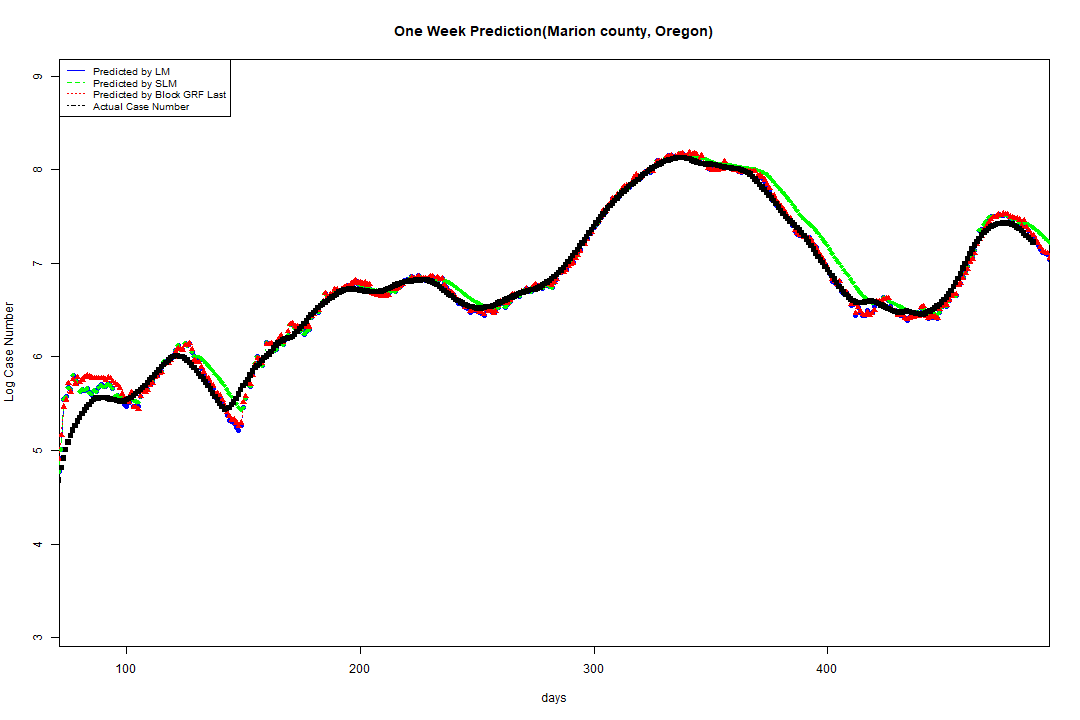 One Week Prediction(Marion county, Oregon)
Predicted by LM
Predicted by SLM
Predicted by Block GRF Last
Actual Case Number
9
8
7
6
5
4
3
Log Case Number
100 200 300 400
days